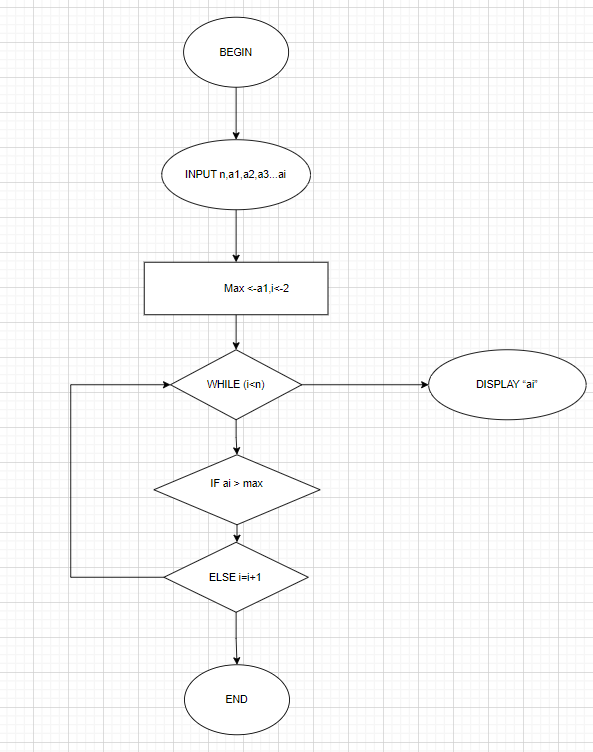 BEGIN
INPUT n,a1,a2,a3...ai
Max <-a1,i<-2
WHILE (i<n)
DISPLAY “ai”
IF ai > max
ELSE i=i+1
END